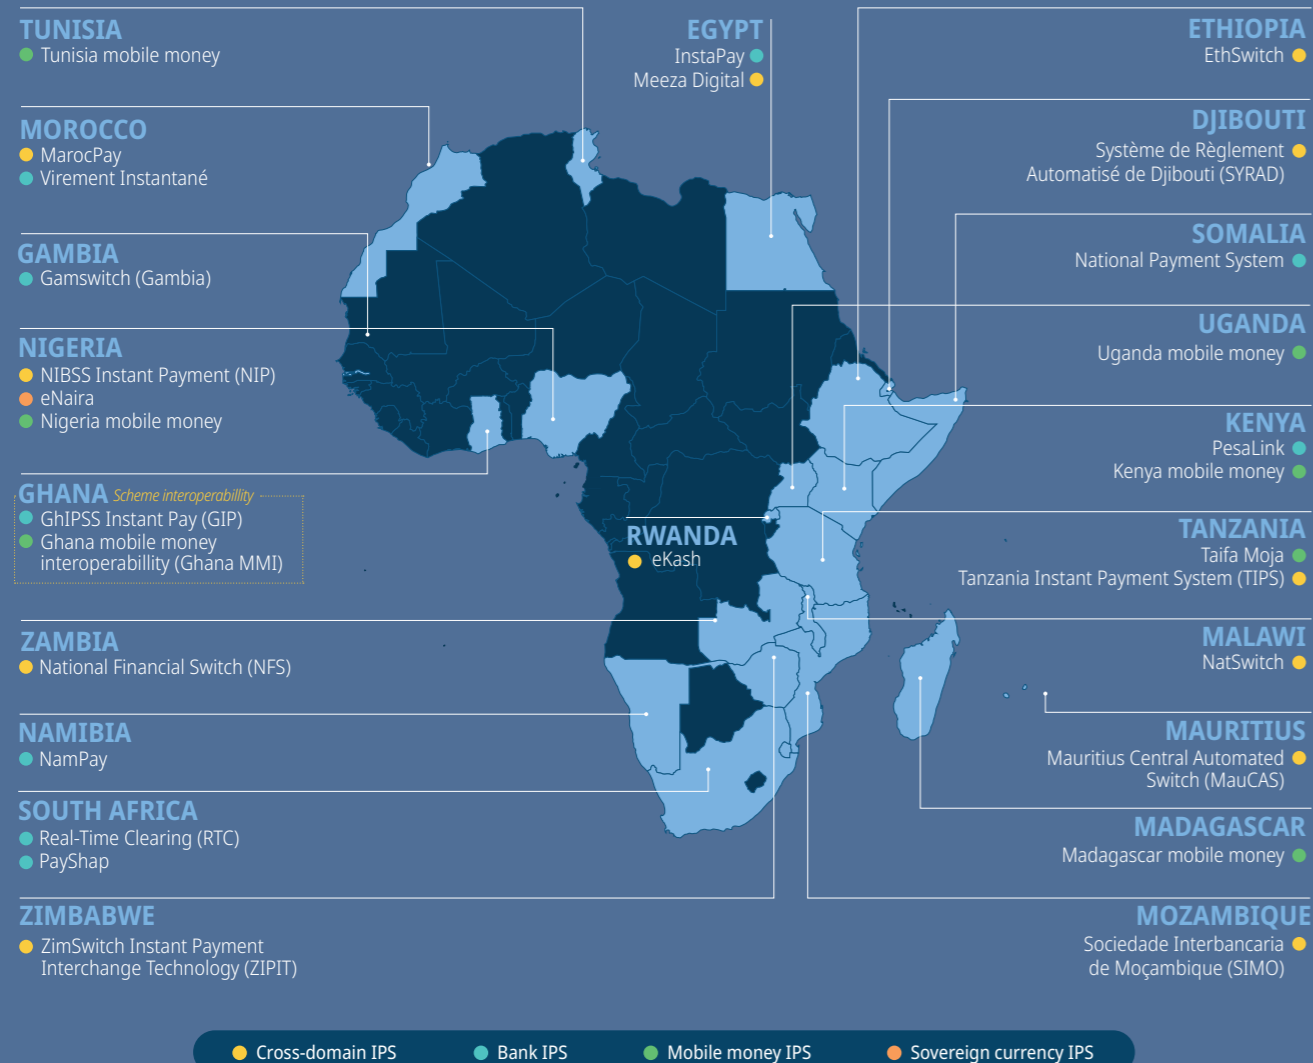 TUNISIA
Tunisia mobile money
MOROCCO
MarocPay
Virement Instantané
GAMBIA
Gamswitch (Gambia)
NIGERIA
NIBSS Instant Payment (NIP)
eNaira
Nigeria mobile money
GHANA Scheme interoperabillity
GhIPSS Instant Pay (GIP)
Ghana mobile money
interoperabillity (Ghana MMI)
ZAMBIA
National Financial Switch (NFS)
NAMIBIA
NamPay
SOUTH AFRICA
Real-Time Clearing (RTC)
PayShap
ZIMBABWE
ZimSwitch Instant Payment
Interchange Technology (ZIPIT)
EGYPT
InstaPay
Meeza Digital
RWANDA
eKash
ETHIOPIA
EthSwitch
DJIBOUTI
Système de Règlement
Automatisé de Djibouti (SYRAD)
SOMALIA
National Payment System
UGANDA
Uganda mobile money
KENYA
PesaLink
Kenya mobile money
TANZANIA
Taifa Moja
Tanzania Instant Payment System (TIPS)
MALAWI
NatSwitch
MAURITIUS
Mauritius Central Automated
Switch (MauCAS)
MADAGASCAR
Madagascar mobile money
MOZAMBIQUE
Sociedade Interbancaria
de Moçambique (SIMO)
Cross-domain IPS
Bank IPS
Mobile money IPS
Sovereign currency IPS